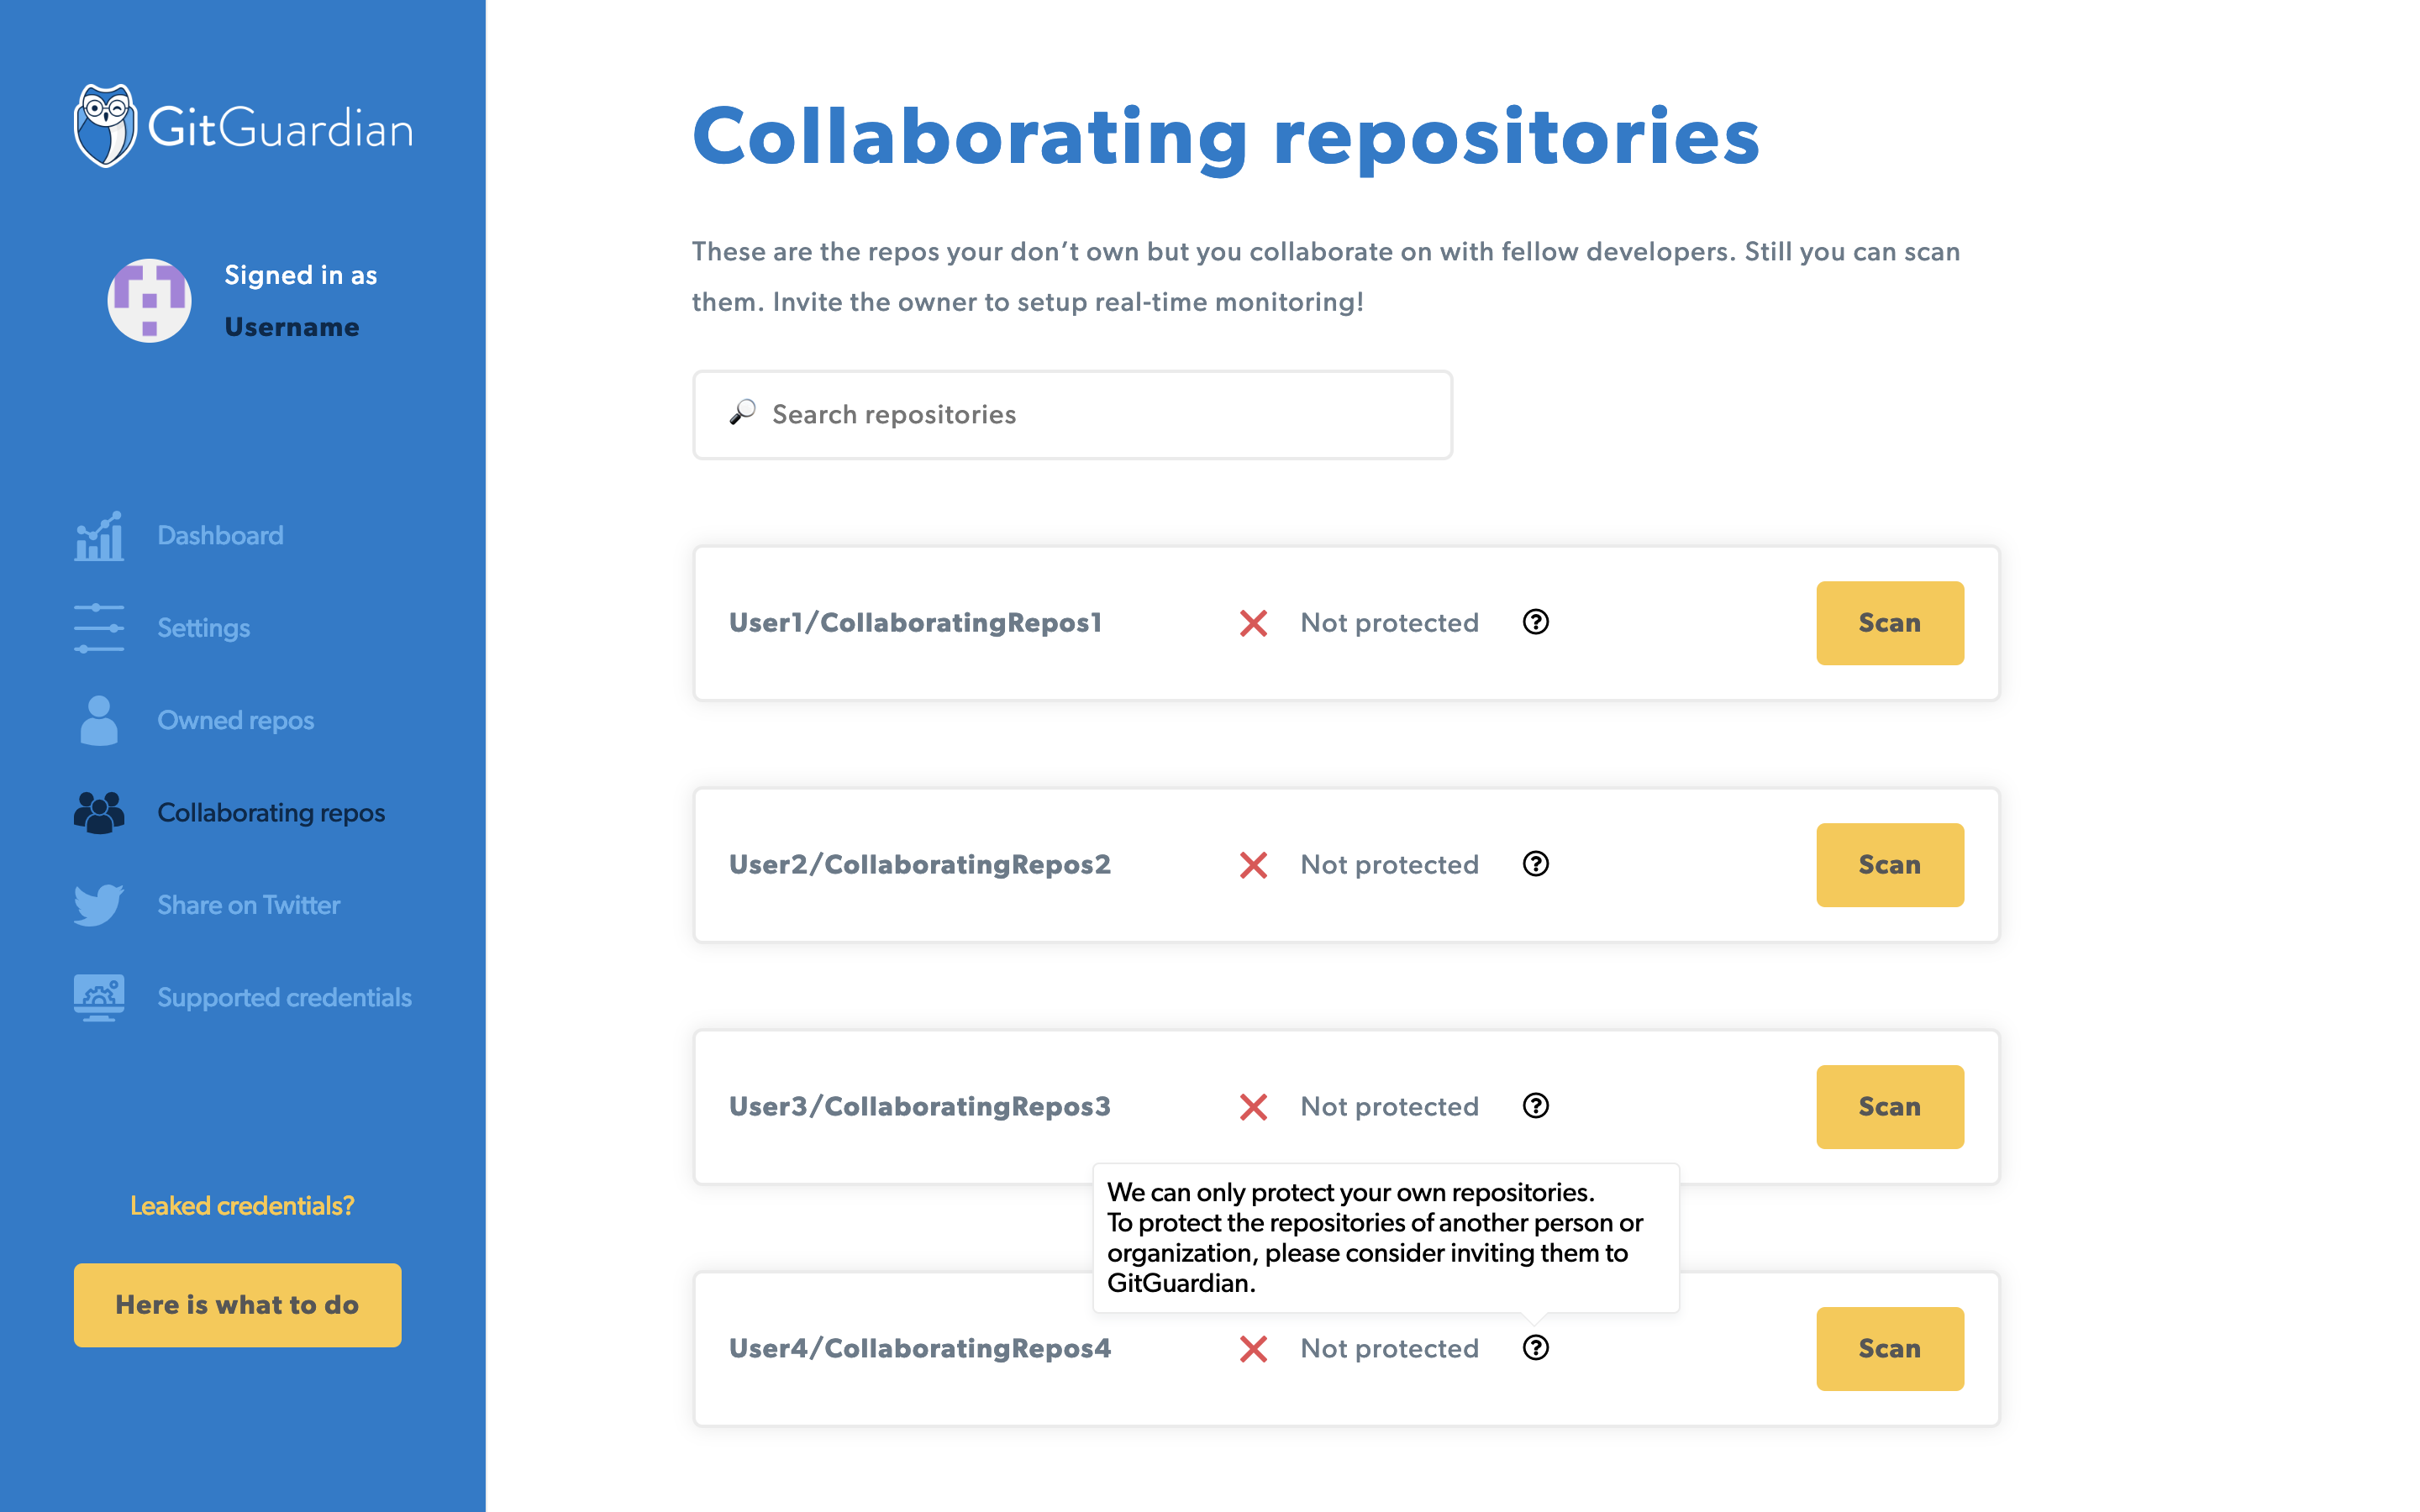 GitGuardian
Signed in as
Username
Dashboard
Settings
Owned repos
Collaborating repos
Share on Twitter
Supported credentials
Leaked credentials?
Here is what to do
Collaborating repositories
These are the repos your don't own but you collaborate on with fellow developers. Still you can scan
them. Invite the owner to setup real-time monitoring!
Search repositories
User1/CollaboratingRepos1 Not protected ? Scan
User2/CollaboratingRepos2 Not protected ? Scan
User3/CollaboratingRepos3 Not protected ? Scan
We can only protect your own repositories.
To protect the repositories of another person or
organization, please consider inviting them to
GitGuardian.
User4/CollaboratingRepos4 Not protected ? Scan